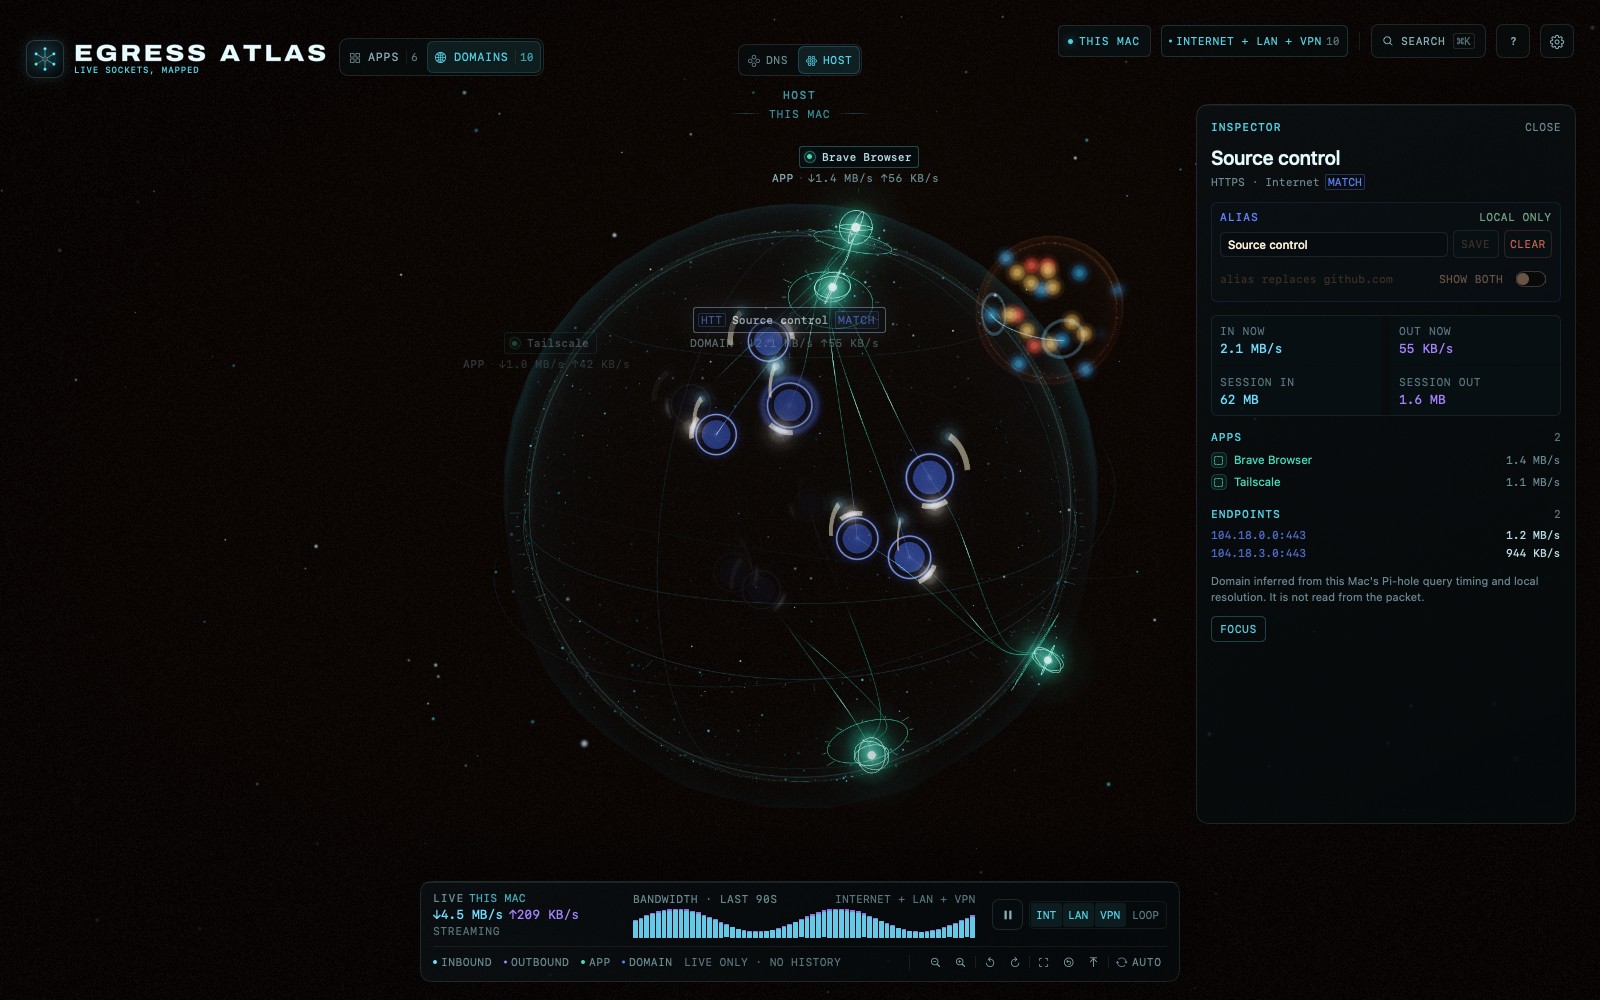 EGRESS ATLAS
LIVE SOCKETS, MAPPED
APPS 6
DOMAINS 10
DNS
HOST
THIS MAC
INTERNET + LAN + VPN 10
SEARCH ⌘K
?
HOST
THIS MAC
Brave Browser
APP · ↓1.4 MB/s ↑56 KB/s
HTT Source control MATCH
DOMAIN · ↓2.1 MB/s ↑55 KB/s
Tailscale
APP · ↓1.0 MB/s ↑42 KB/s
INSPECTOR
CLOSE
Source control
HTTPS · Internet MATCH
ALIAS
LOCAL ONLY
Source control
SAVE
CLEAR
alias replaces github.com
SHOW BOTH
IN NOW
2.1 MB/s
OUT NOW
55 KB/s
SESSION IN
62 MB
SESSION OUT
1.6 MB
APPS 2
Brave Browser 1.4 MB/s
Tailscale 1.1 MB/s
ENDPOINTS 2
104.18.0.0:443 1.2 MB/s
104.18.3.0:443 944 KB/s
Domain inferred from this Mac's Pi-hole query timing and local
resolution. It is not read from the packet.
FOCUS
LIVE THIS MAC
↓4.5 MB/s ↑209 KB/s
STREAMING
BANDWIDTH · LAST 90S
INTERNET + LAN + VPN
INT LAN VPN LOOP
INBOUND OUTBOUND APP DOMAIN LIVE ONLY · NO HISTORY
AUTO